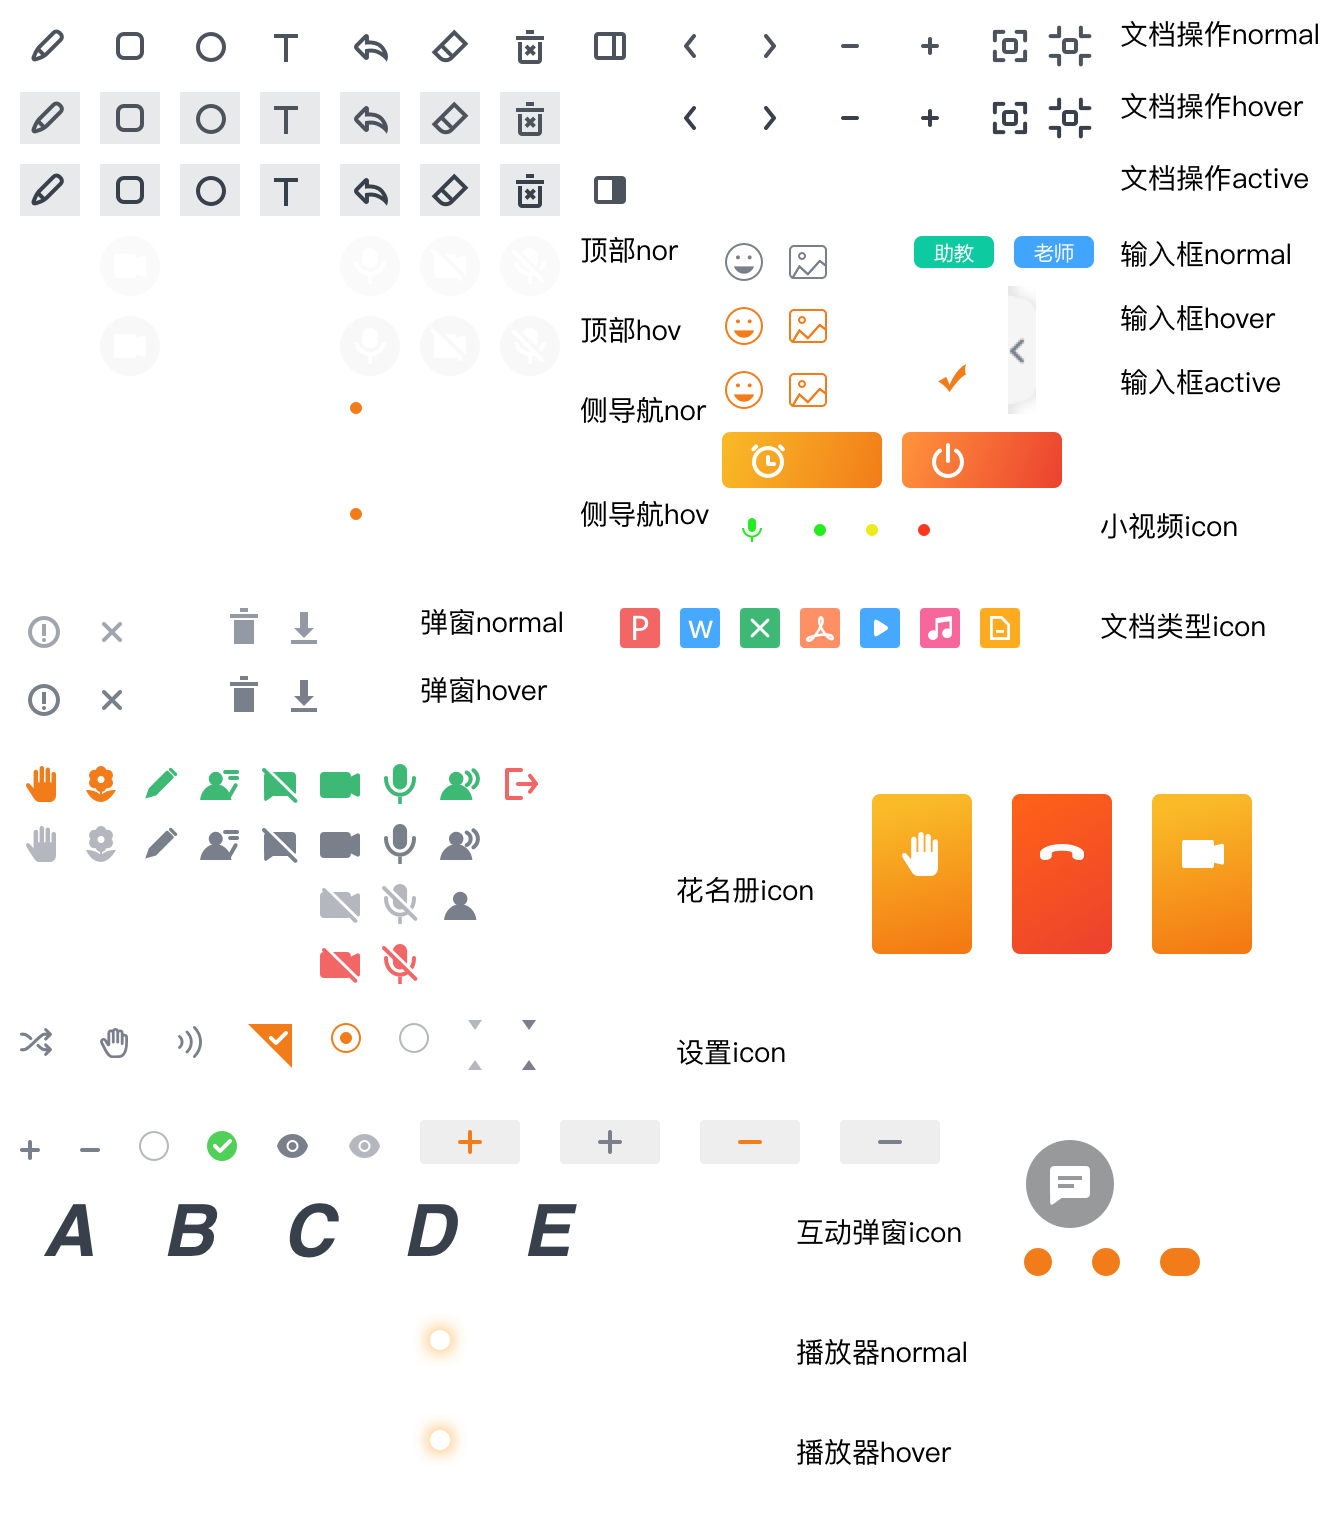 文档操作normal
文档操作hover
文档操作active
顶部nor
助教
老师
输入框normal
顶部hov
输入框hover
输入框active
侧导航nor
侧导航hov
小视频icon
弹窗normal
P
W
文档类型icon
弹窗hover
花名册icon
设置icon
A B C D E
互动弹窗icon
播放器normal
播放器hover